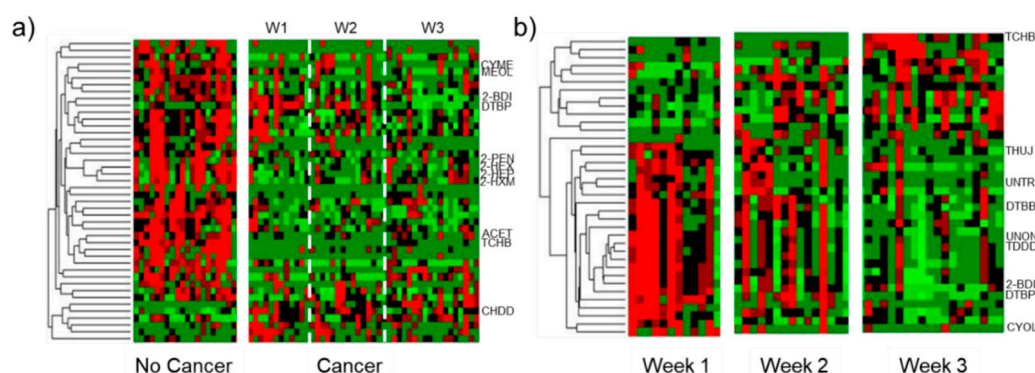 a)
W1 W2 W3
CYME
MEOL
2-BDI
DTBP
2-PEN
2-HEX
2-HEP
2-HXM
ACET
TCHB
CHDD
No Cancer
Cancer
b)
TCHB
THUJ
UNTR
DTBB
UNON
TDDD
2-BDI
DTBP
CYOL
Week 1 Week 2 Week 3